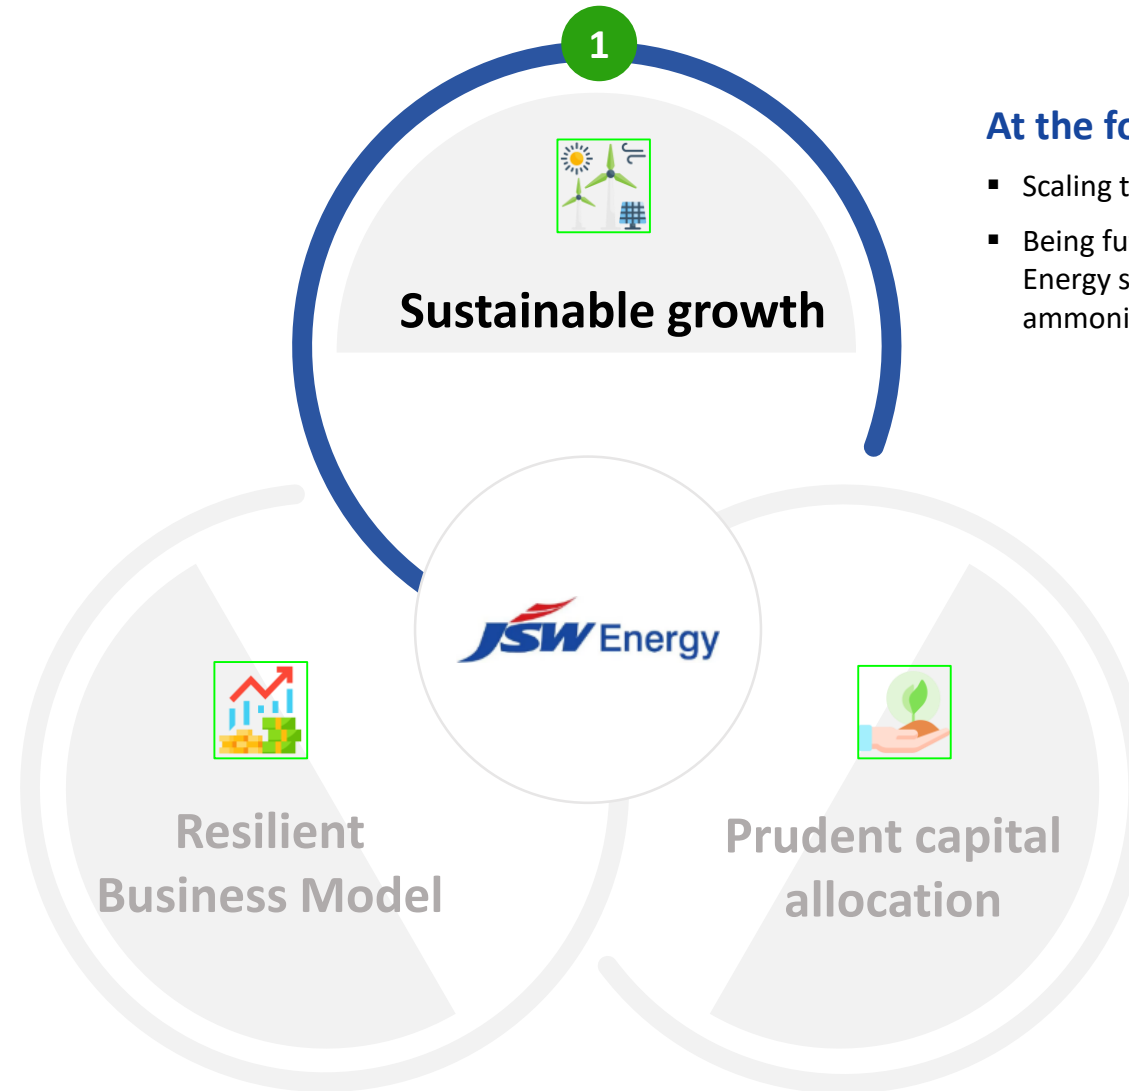 1
At the fo
▪ Scaling t
▪ Being fu
Energy s
ammoni
Sustainable growth
JSW Energy
Resilient
Business Model
Prudent capital
allocation